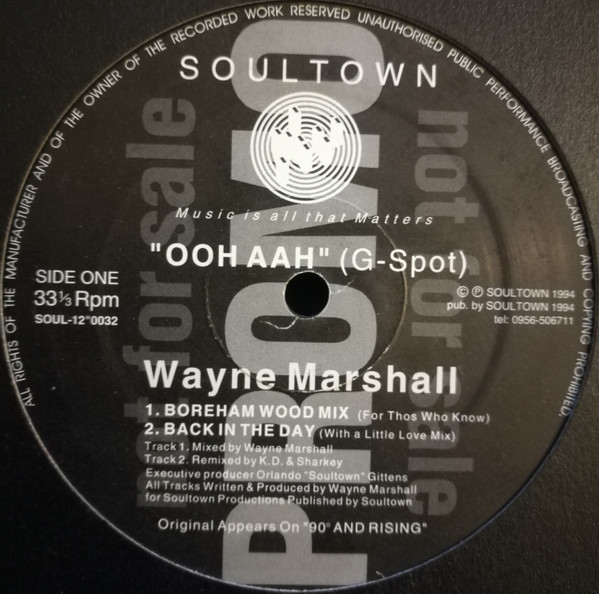 ALL RIGHTS OF THE MANUFACTURER AND OF THE OWNER OF THE RECORDED WORK RESERVED UNAUTHORISED PUBLIC PERFORMANCE BROADCASTING AND COPYING PROHIBITED.
SOULTOWN
Music is all that Matters
"OOH AAH" (G-Spot)
SIDE ONE
33⅓ Rpm
SOUL-12"0032
© ℗ SOULTOWN 1994
pub. by SOULTOWN 1994
tel: 0956-506711
Wayne Marshall
1. BOREHAM WOOD MIX (For Thos Who Know)
2. BACK IN THE DAY (With a Little Love Mix)
Track 1. Mixed by Wayne Marshall
Track 2. Remixed by K.D. & Sharkey
Executive producer Orlando "Soultown" Gittens
All Tracks Written & Produced by Wayne Marshall
for Soultown Productions Published by Soultown
Original Appears On "90° AND RISING"
not for sale
PROMO
not for sale